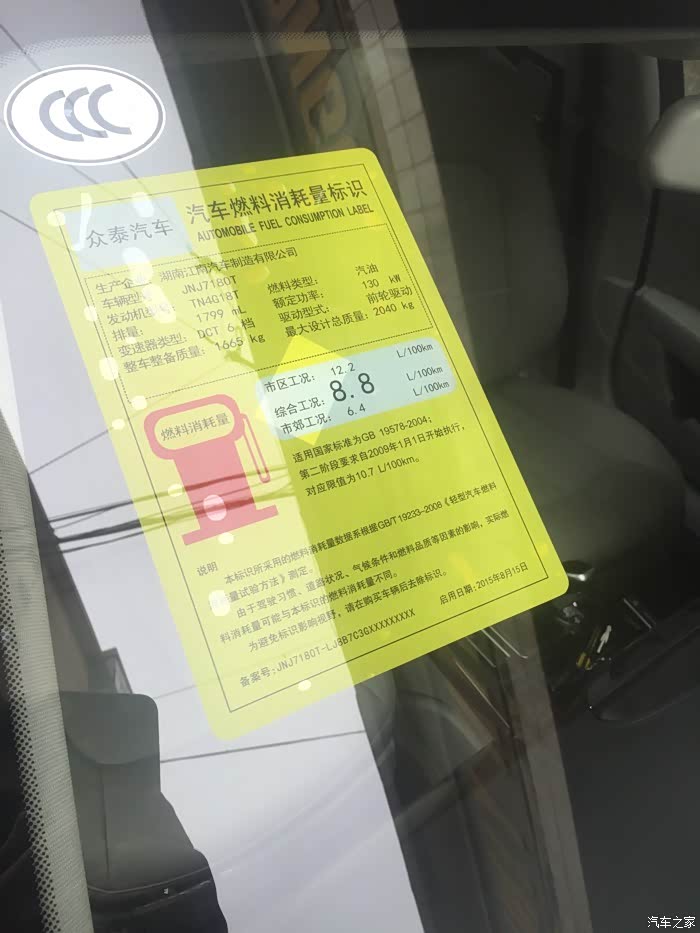 CCC
众泰汽车
汽车燃料消耗量标识
AUTOMOBILE FUEL CONSUMPTION LABEL
生产企业: 湖南江南汽车制造有限公司
车辆型号: JNJ7180T 燃料类型: 汽油
发动机型号: TN4G18T 额定功率: 130 kW
排量: 1799 mL 驱动型式: 前轮驱动
变速器类型: DCT 6 档 最大设计总质量: 2040 kg
整车整备质量: 1665 kg
市区工况: 12.2 L/100km
综合工况: 8.8 L/100km
市郊工况: 6.4 L/100km
燃料消耗量
适用国家标准为GB 19578-2004;
第二阶段要求自2009年1月1日开始执行,
对应限值为10.7 L/100km。
说明
本标识所采用的燃料消耗量数据系根据GB/T19233-2008《轻型汽车燃料
消耗量试验方法》测定。
由于驾驶习惯、道路状况、气候条件和燃料品质等因素的影响,实际燃
料消耗量可能与本标识的燃料消耗量不同。
为避免标识影响视野,请在购买车辆后去除标识。
备案号:JNJ7180T-LJ8B7C3GXXXXXXXXX 启用日期:2015年8月15日
汽车之家